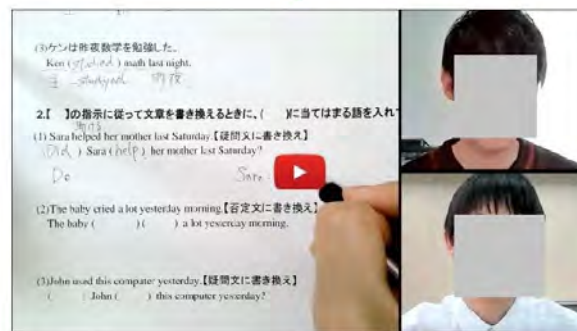 (3)ケンは昨夜数学を勉強した。
Ken ( studied ) math last night.
主 studied 昨夜
2.【 】の指示に従って文章を書き換えるときに、( )に当てはまる語を入れて
(1) Sara helped her mother last Saturday.【疑問文に書き換え】
( Did ) Sara ( help ) her mother last Saturday?
Do Sara
(2)The baby cried a lot yesterday morning.【否定文に書き換え】
The baby ( ) ( ) a lot yesterday morning.
(3)John used this computer yesterday.【疑問文に書き換え】
( ) John ( ) this computer yesterday?